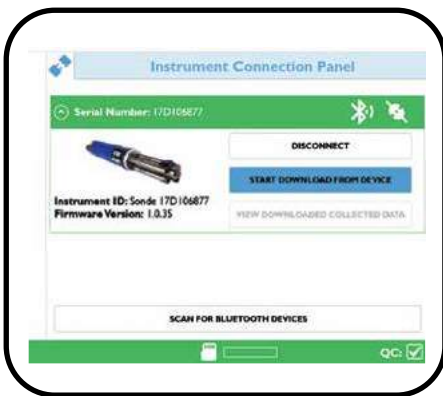 Instrument Connection Panel
Serial Number: 17D106877
DISCONNECT
START DOWNLOAD FROM DEVICE
Instrument ID: Sonde 17D106877
Firmware Version: 1.0.35
VIEW DOWNLOADED COLLECTED DATA
SCAN FOR BLUETOOTH DEVICES
QC: